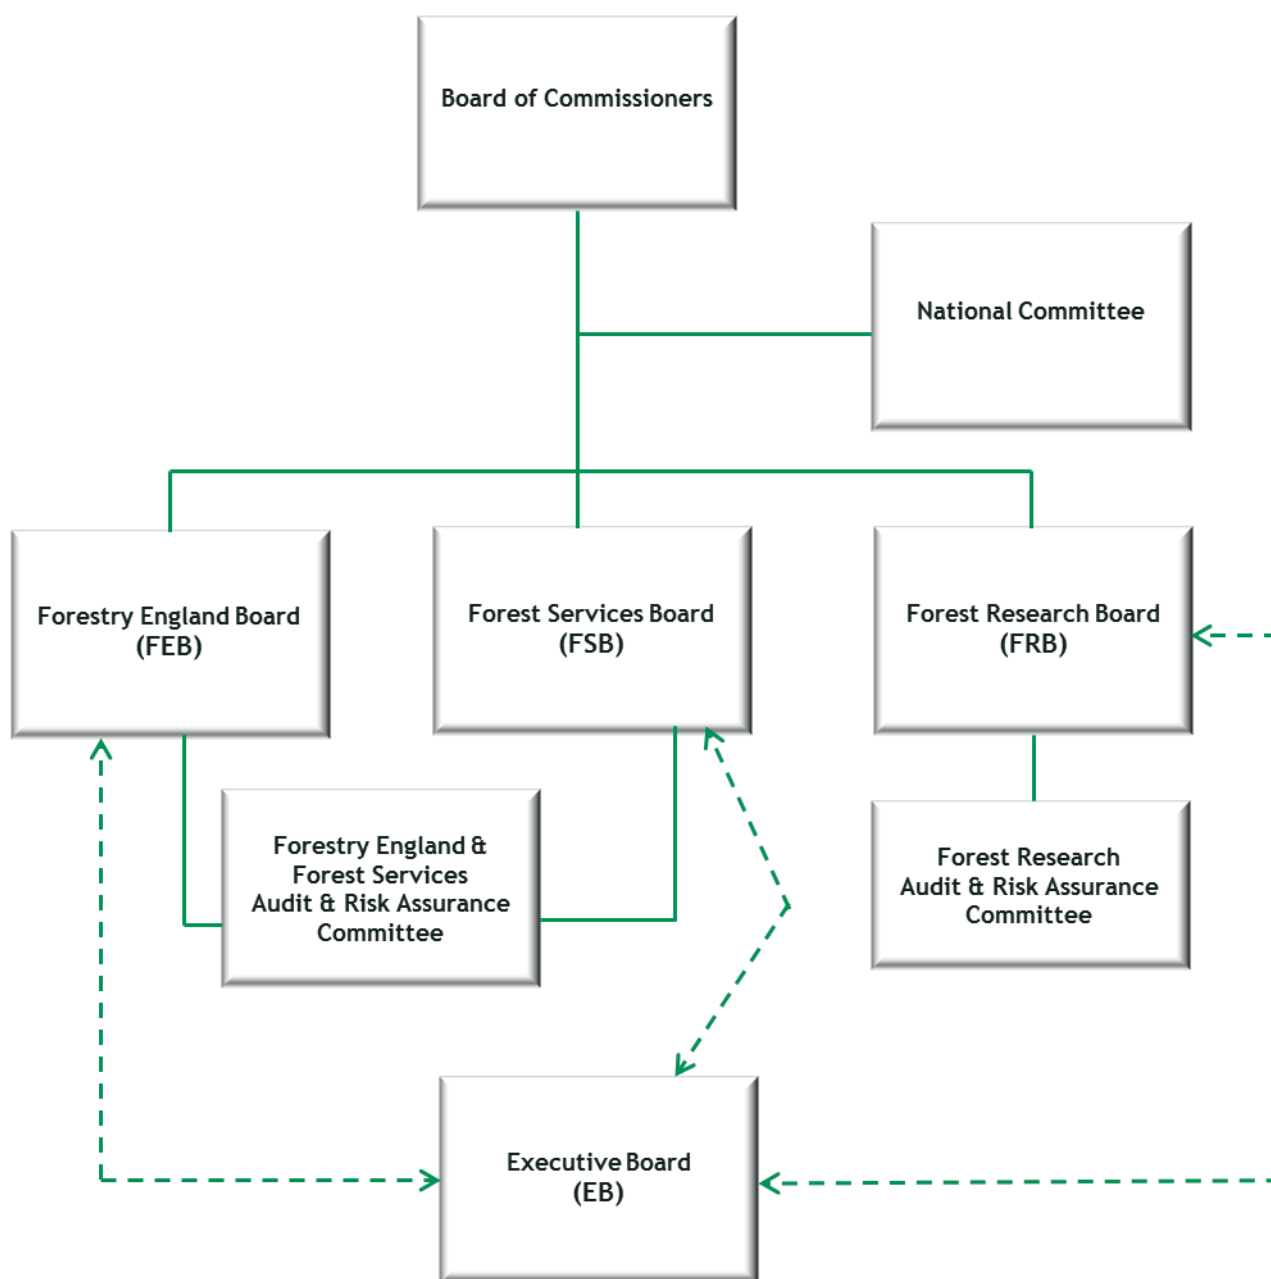 Board of Commissioners
National Committee
Forestry England Board
(FEB)
Forest Services Board
(FSB)
Forest Research Board
(FRB)
Forestry England &
Forest Services
Audit & Risk Assurance
Committee
Forest Research
Audit & Risk Assurance
Committee
Executive Board
(EB)